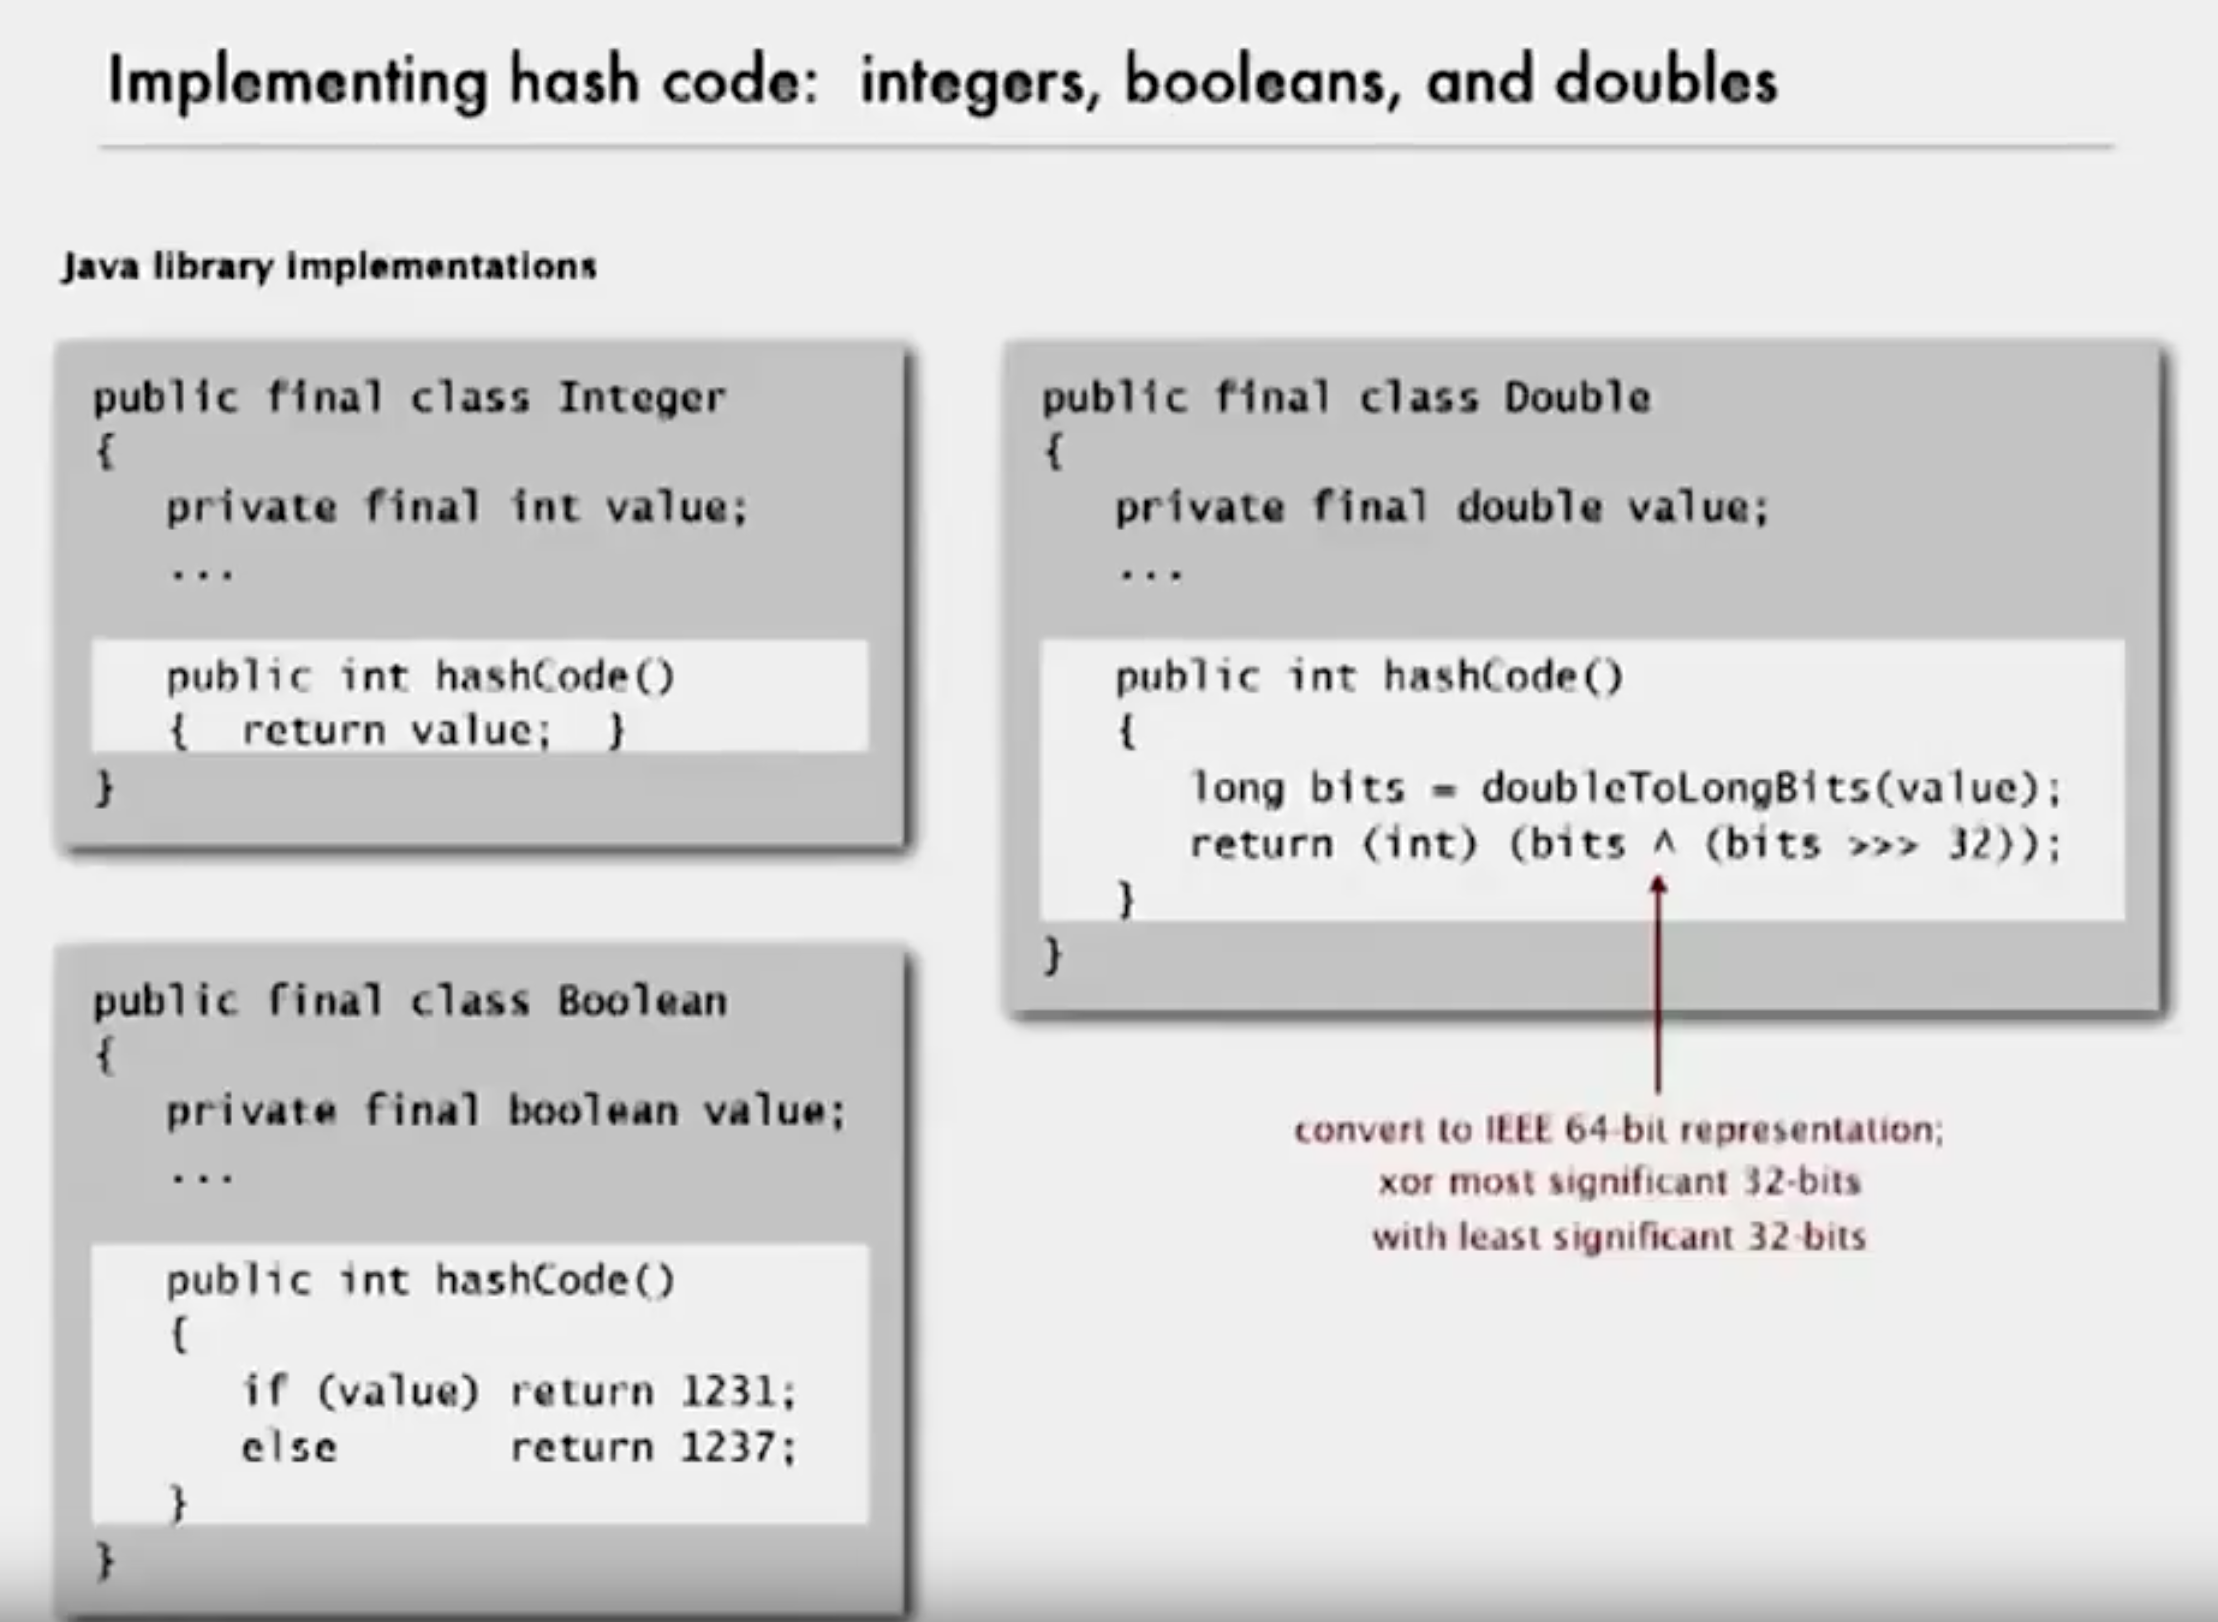 Implementing hash code: integers, booleans, and doubles
Java library implementations
public final class Integer
{
private final int value;
...
public int hashCode()
{ return value; }
}
public final class Boolean
{
private final boolean value;
...
public int hashCode()
{
if (value) return 1231;
else return 1237;
}
}
public final class Double
{
private final double value;
...
public int hashCode()
{
long bits = doubleToLongBits(value);
return (int) (bits ^ (bits >>> 32));
}
}
convert to IEEE 64-bit representation;
xor most significant 32-bits
with least significant 32-bits